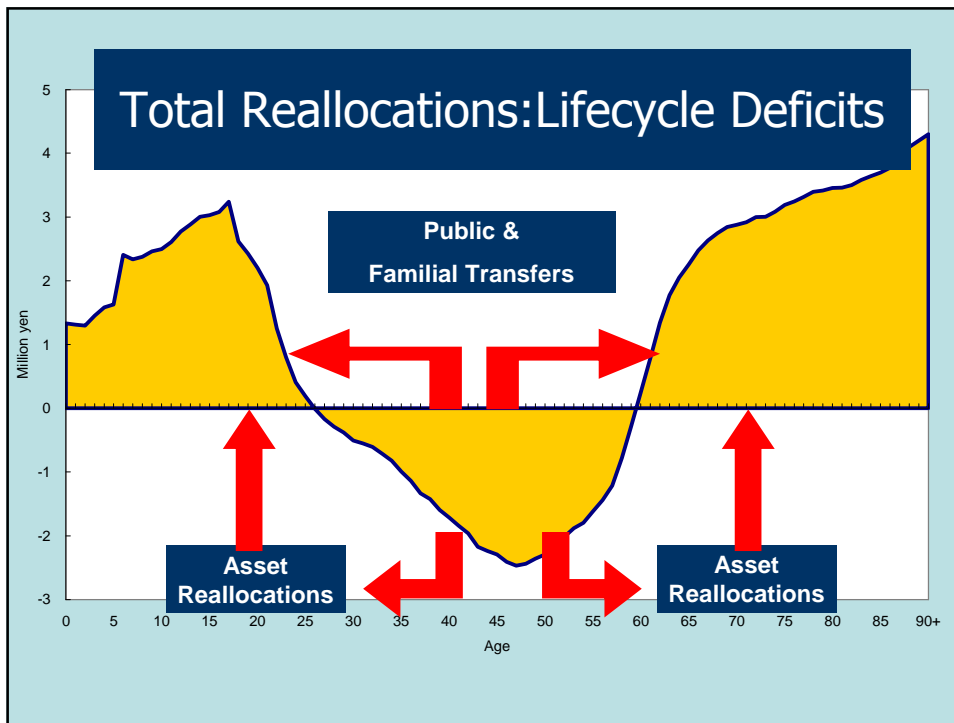 Total Reallocations:Lifecycle Deficits
Public &
Familial Transfers
Million yen
5
4
3
2
1
0
-1
-2
-3
Asset
Reallocations
Asset
Reallocations
0 5 10 15 20 25 30 35 40 45 50 55 60 65 70 75 80 85 90+
Age